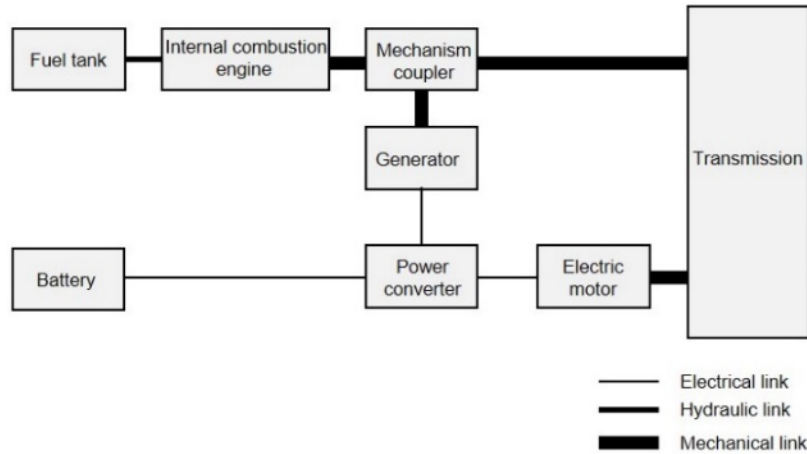 Fuel tank
Internal combustion
engine
Mechanism
coupler
Generator
Transmission
Battery
Power
converter
Electric
motor
Electrical link
Hydraulic link
Mechanical link